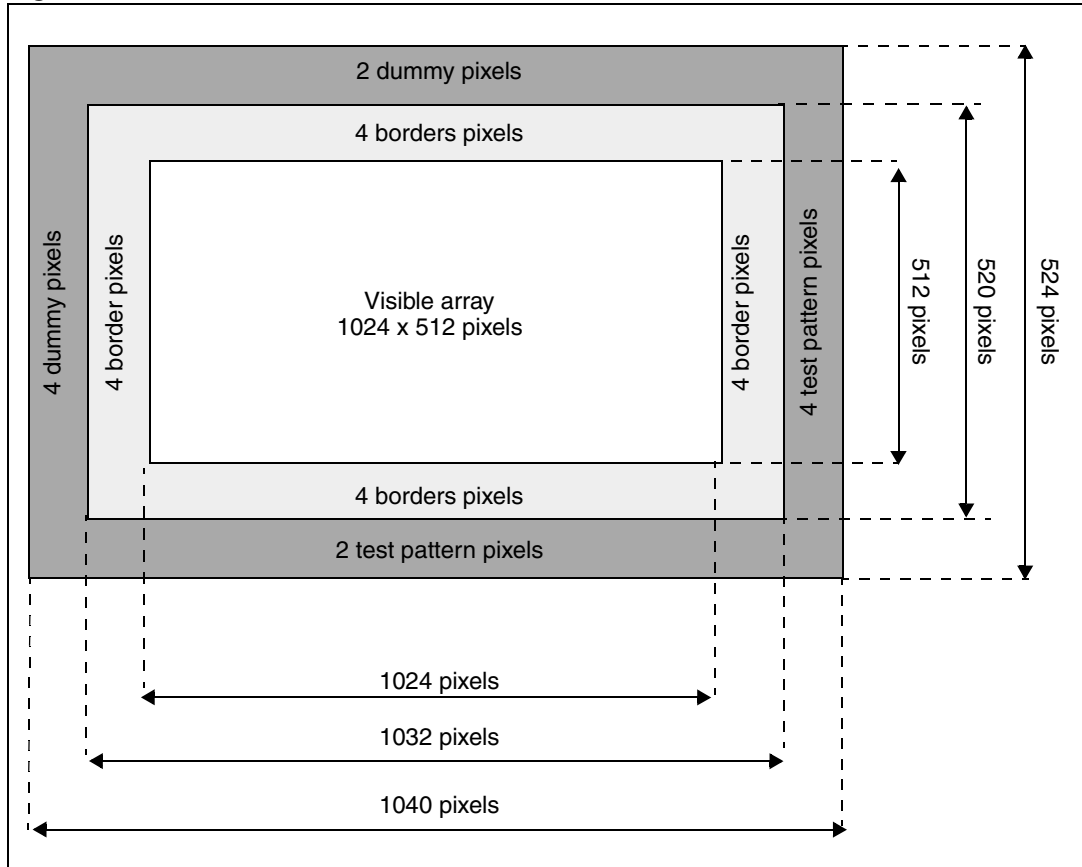 2 dummy pixels
4 borders pixels
4 dummy pixels
4 border pixels
Visible array
1024 x 512 pixels
4 border pixels
4 test pattern pixels
512 pixels
520 pixels
524 pixels
4 borders pixels
2 test pattern pixels
1024 pixels
1032 pixels
1040 pixels